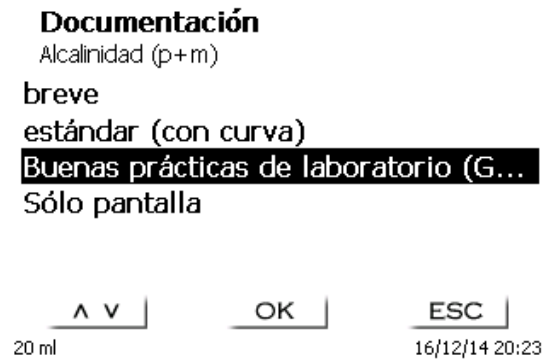 Documentación
Alcalinidad (p+m)
breve
estándar (con curva)
Buenas prácticas de laboratorio (G...
Sólo pantalla
∧ ∨ OK ESC
20 ml 16/12/14 20:23